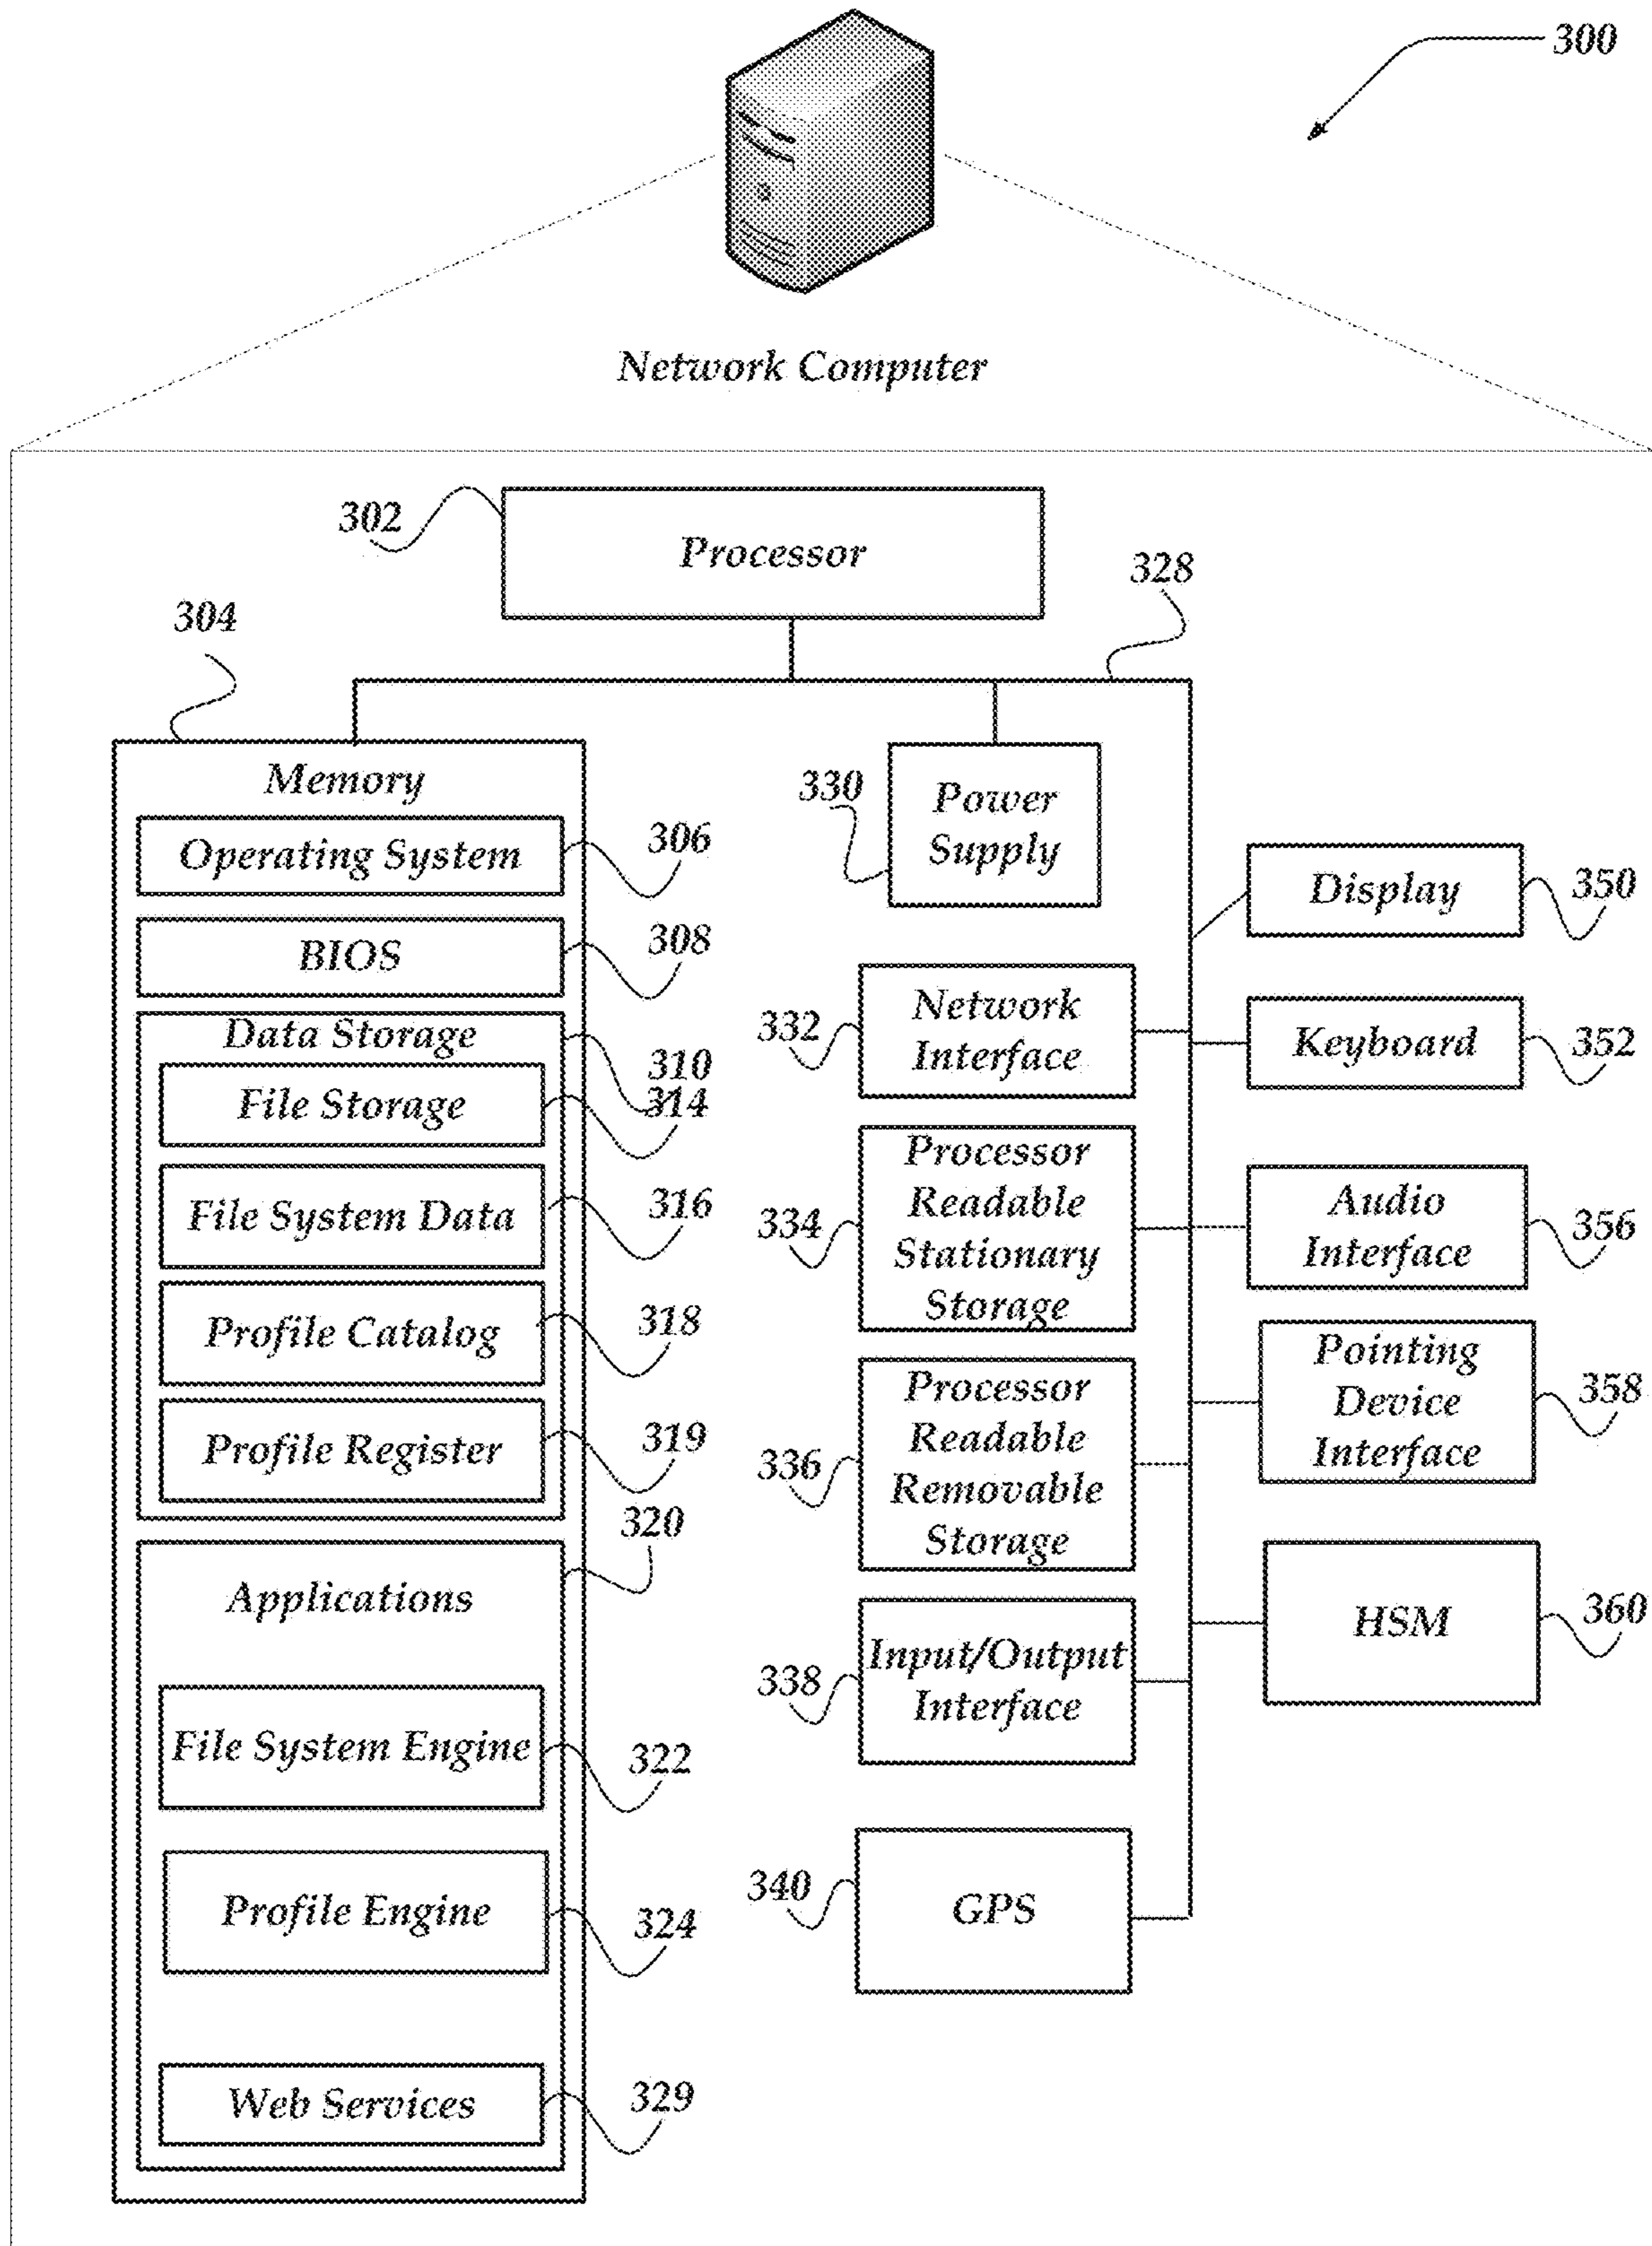 300
Network Computer
302
Processor
328
304
Memory
Operating System
306
BIOS
308
Data Storage
310
File Storage
314
File System Data
316
Profile Catalog
318
Profile Register
319
320
Applications
File System Engine
322
Profile Engine
324
Web Services
329
330
Power
Supply
332
Network
Interface
334
Processor
Readable
Stationary
Storage
336
Processor
Readable
Removable
Storage
338
Input/Output
Interface
340
GPS
Display
350
Keyboard
352
Audio
Interface
356
Pointing
Device
Interface
358
HSM
360